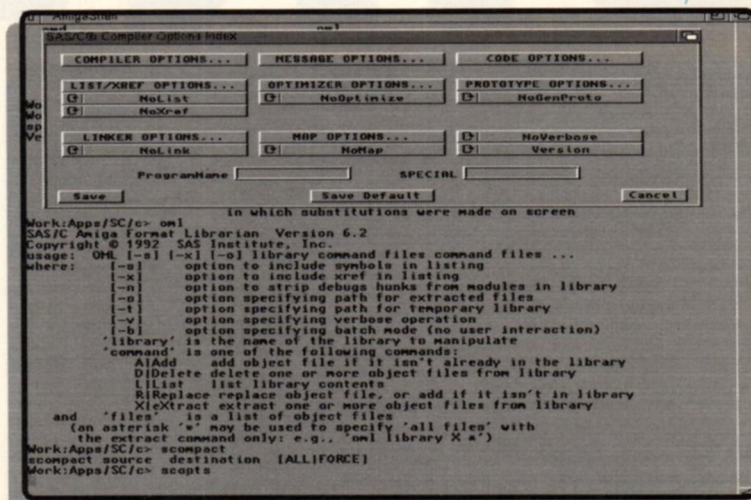 AmigaShell
oml
SAS/C® Compiler Options Index
COMPILER OPTIONS... MESSAGE OPTIONS... CODE OPTIONS...
LIST/XREF OPTIONS... OPTIMIZER OPTIONS... PROTOTYPE OPTIONS...
NoList NoOptimize NoGenProto
NoXref
Wo
Wo
sp
Ve
LINKER OPTIONS... MAP OPTIONS... NoVerbose
NoLink NoMap Version
ProgramName SPECIAL
Save Save Default Cancel
in which substitutions were made on screen
Work:Apps/SC/c> oml
SAS/C Amiga Format Librarian Version 6.2
Copyright © 1992 SAS Institute, Inc.
usage: OML [-s] [-x] [-o] library command files command files ...
where: [-s] option to include symbols in listing
[-x] option to include xref in listing
[-n] option to strip debugs hunks from modules in library
[-o] option specifying path for extracted files
[-t] option specifying path for temporary library
[-v] option specifying verbose operation
[-b] option specifying batch mode (no user interaction)
'library' is the name of the library to manipulate
'command' is one of the following commands:
A|Add add object file if it isn't already in the library
D|Delete delete one or more object files from library
L|List list library contents
R|Replace replace object file, or add if it isn't in library
X|eXtract extract one or more object files from library
and 'files' is a list of object files
(an asterisk '*' may be used to specify 'all files' with
the extract command only: e.g., 'oml library X *')
Work:Apps/SC/c> scompact
scompact source destination [ALL|FORCE]
Work:Apps/SC/c> scopts